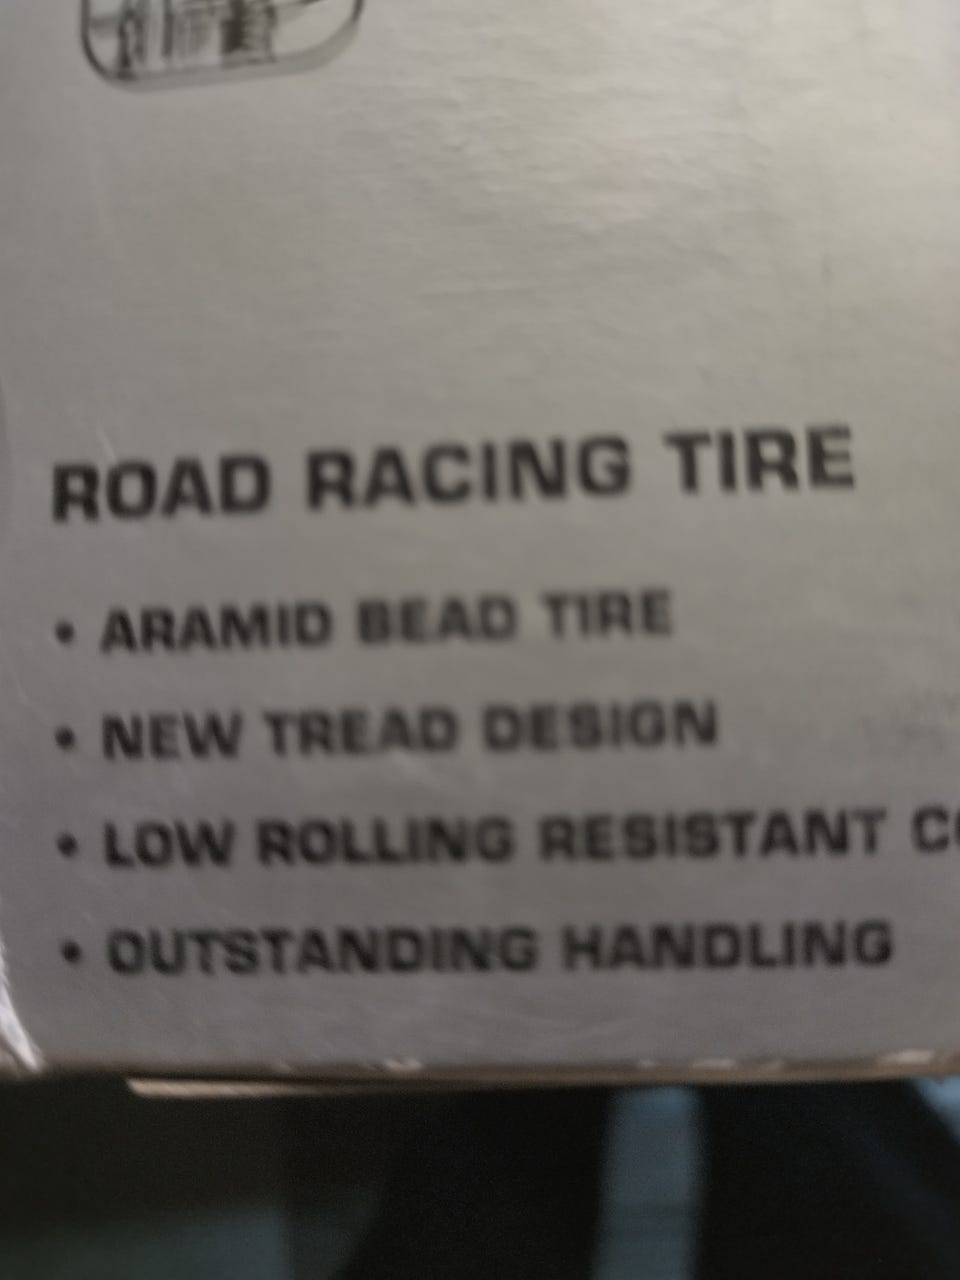 ROAD RACING TIRE
• ARAMID BEAD TIRE
• NEW TREAD DESIGN
• LOW ROLLING RESISTANT
• OUTSTANDING HANDLING